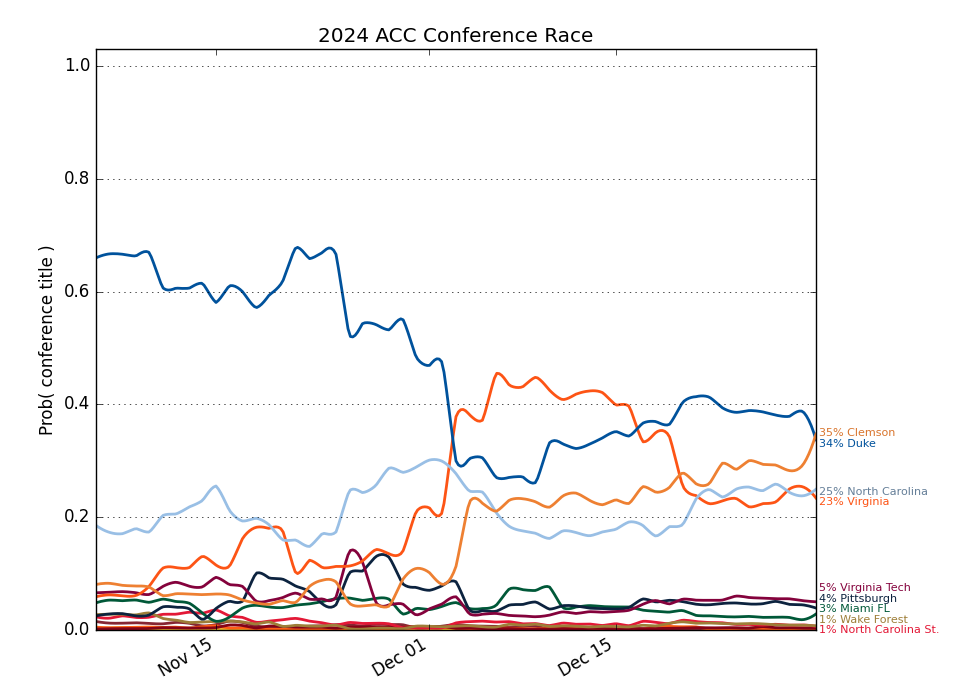 2024 ACC Conference Race
Prob( conference title )
1.0
0.8
0.6
0.4
0.2
0.0
Nov 15
Dec 01
Dec 15
35% Clemson
34% Duke
25% North Carolina
23% Virginia
5% Virginia Tech
4% Pittsburgh
3% Miami FL
1% Wake Forest
1% North Carolina St.